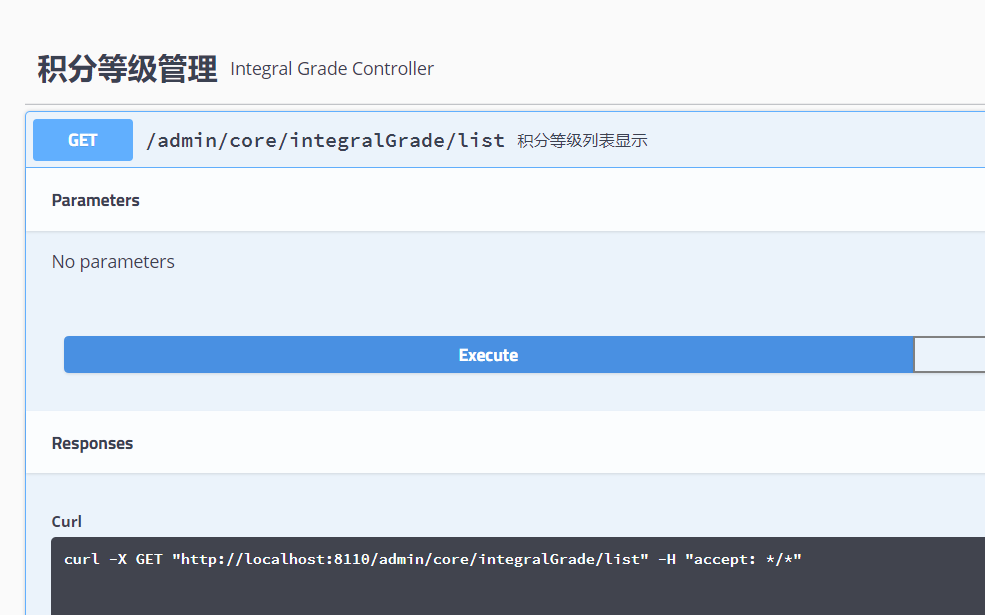 积分等级管理 Integral Grade Controller
GET /admin/core/integralGrade/list 积分等级列表显示
Parameters
No parameters
Execute
Responses
Curl
curl -X GET "http://localhost:8110/admin/core/integralGrade/list" -H "accept: */*"